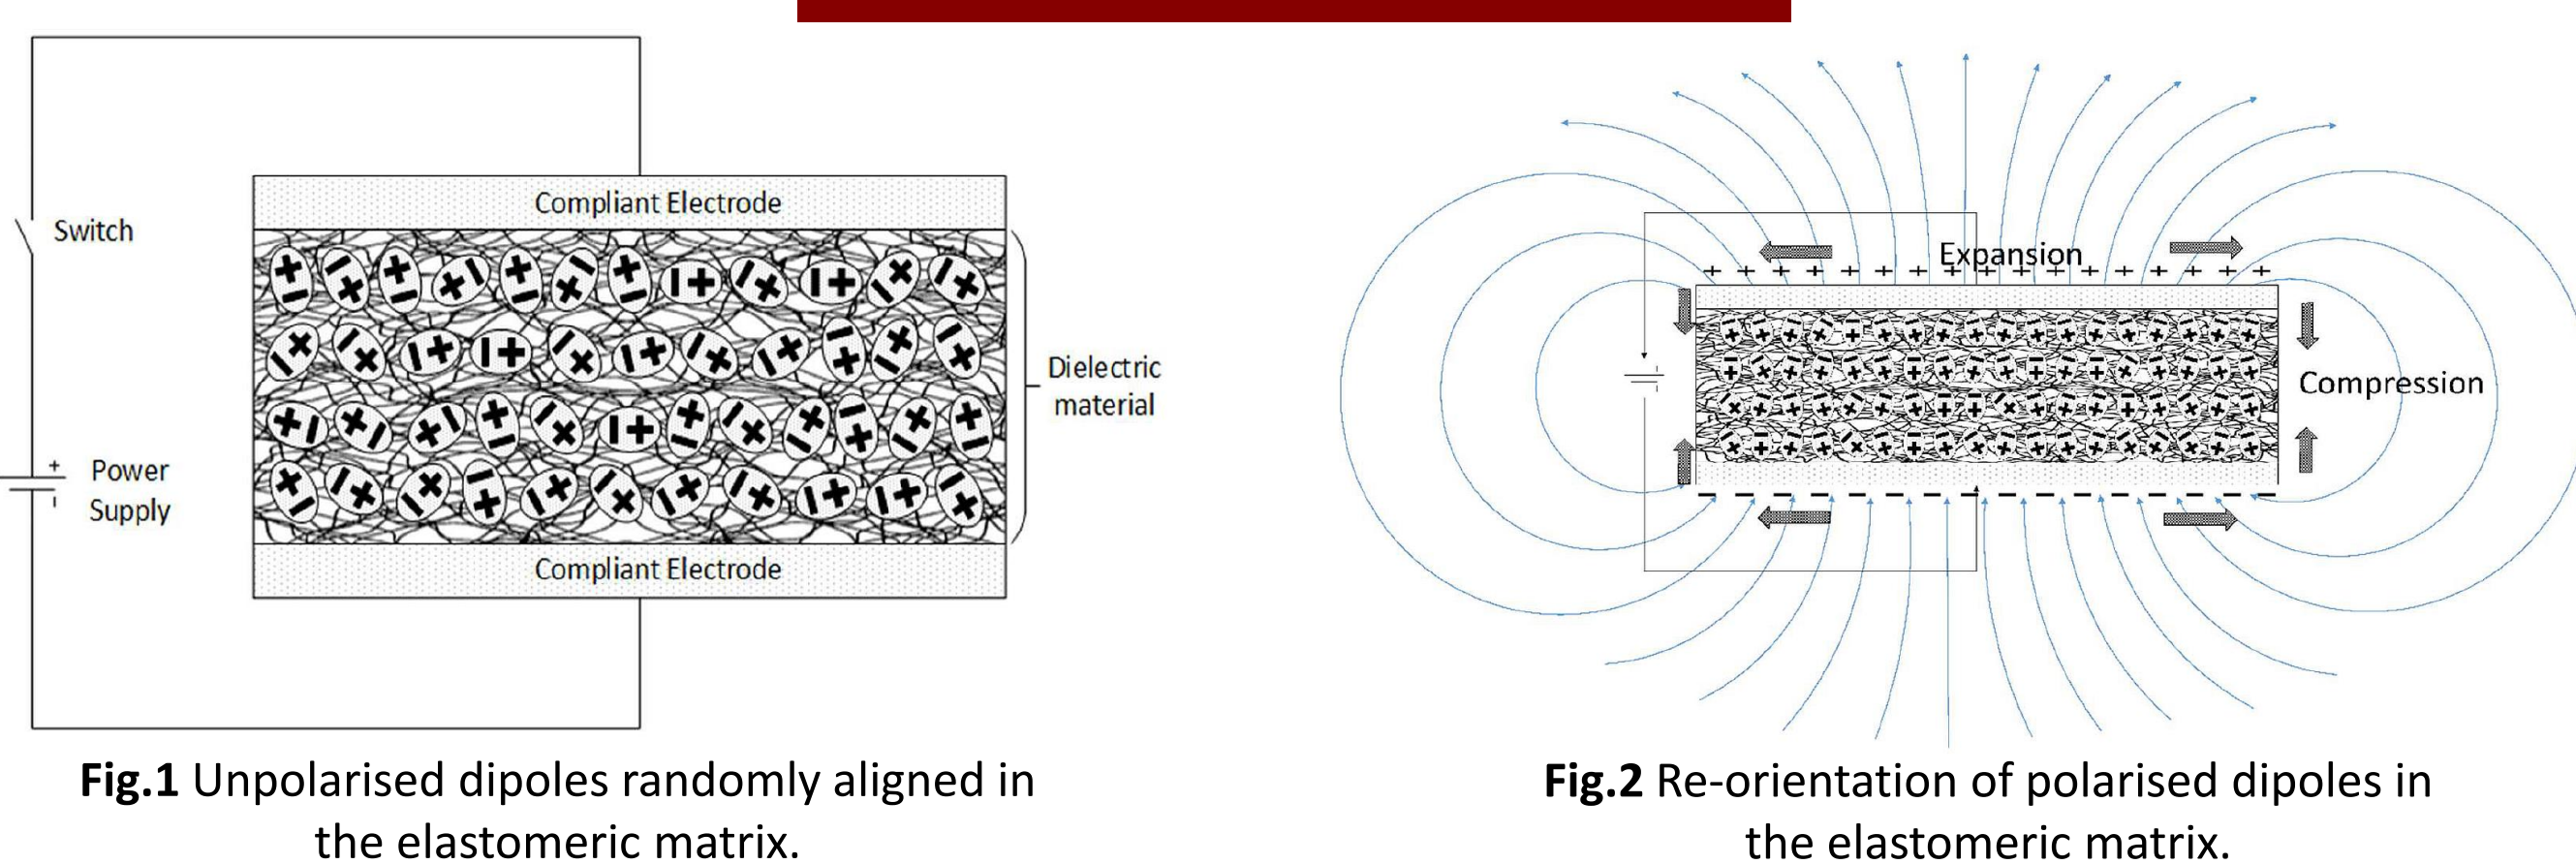 Compliant Electrode
Switch
Dielectric
material
Power
Supply
Compliant Electrode
Fig.1 Unpolarised dipoles randomly aligned in
the elastomeric matrix.
Expansion
Compression
Fig.2 Re-orientation of polarised dipoles in
the elastomeric matrix.